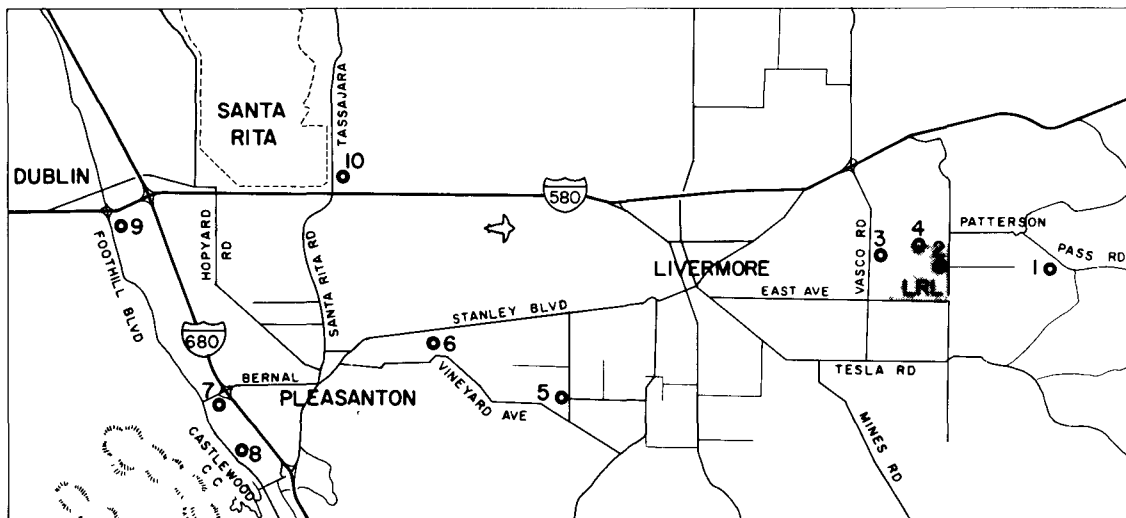 SANTA
RITA
TASSAJARA
10
DUBLIN
580
9
HOPYARD
RD
SANTA RITA RD
FOOTHILL BLVD
PATTERSON
PASS RD
VASCO RD
3
4
2
1
LIVERMORE
LRL
EAST AVE
STANLEY BLVD
680
6
TESLA RD
BERNAL
7
PLEASANTON
VINEYARD AVE
5
MINES RD
8
CASTLEWOOD
C C